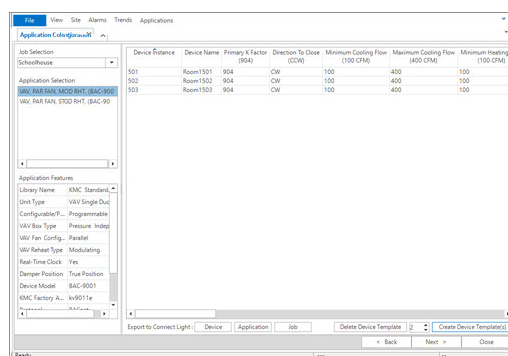 File View Site Alarms Trends Applications
Application Configuration
Job Selection
Schoolhouse
Application Selection
VAV, PAR FAN, MOD RHT, (BAC-900
VAV, PAR FAN, STGD RHT, (BAC-90
Application Features
Library Name KMC Standard,
Unit Type VAV Single Duc
Configurable/P... Programmable
VAV Box Type Pressure Indep
VAV Fan Config... Parallel
VAV Reheat Type Modulating
Real-Time Clock Yes
Damper Position True Position
Device Model BAC-9001
KMC Factory A... kv9011e
Device Instance Device Name Primary K Factor (904) Direction To Close (CCW) Minimum Cooling Flow (100 CFM) Maximum Cooling Flow (400 CFM) Minimum Heating (100 CFM)
501 Room1501 904 CW 100 400 100
502 Room1502 904 CW 100 400 100
503 Room1503 904 CW 100 400 100
Export to Connect Light : Device Application Job Delete Device Template 2 Create Device Template(s)
< Back Next > Close
Ready